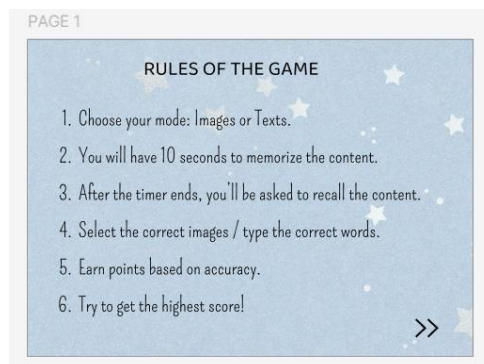 PAGE 1
RULES OF THE GAME
1. Choose your mode: Images or Texts.
2. You will have 10 seconds to memorize the content.
3. After the timer ends, you'll be asked to recall the content.
4. Select the correct images / type the correct words.
5. Earn points based on accuracy.
6. Try to get the highest score!
>>